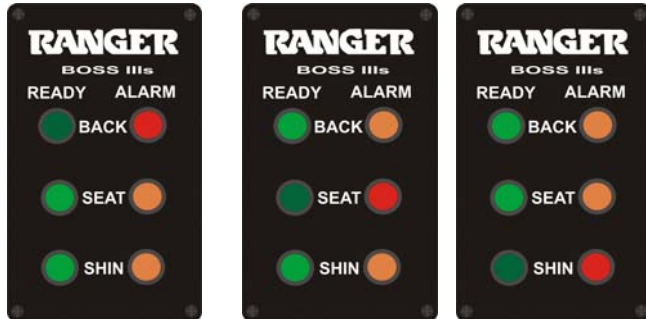 RANGER
BOSS IIIs
READY ALARM
BACK
SEAT
SHIN
RANGER
BOSS IIIs
READY ALARM
BACK
SEAT
SHIN
RANGER
BOSS IIIs
READY ALARM
BACK
SEAT
SHIN